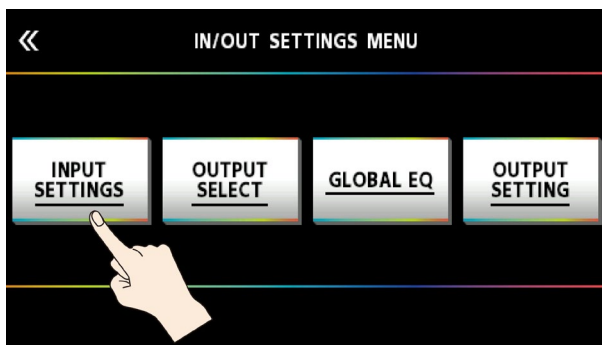 IN/OUT SETTINGS MENU
INPUT
SETTINGS
OUTPUT
SELECT
GLOBAL EQ
OUTPUT
SETTING